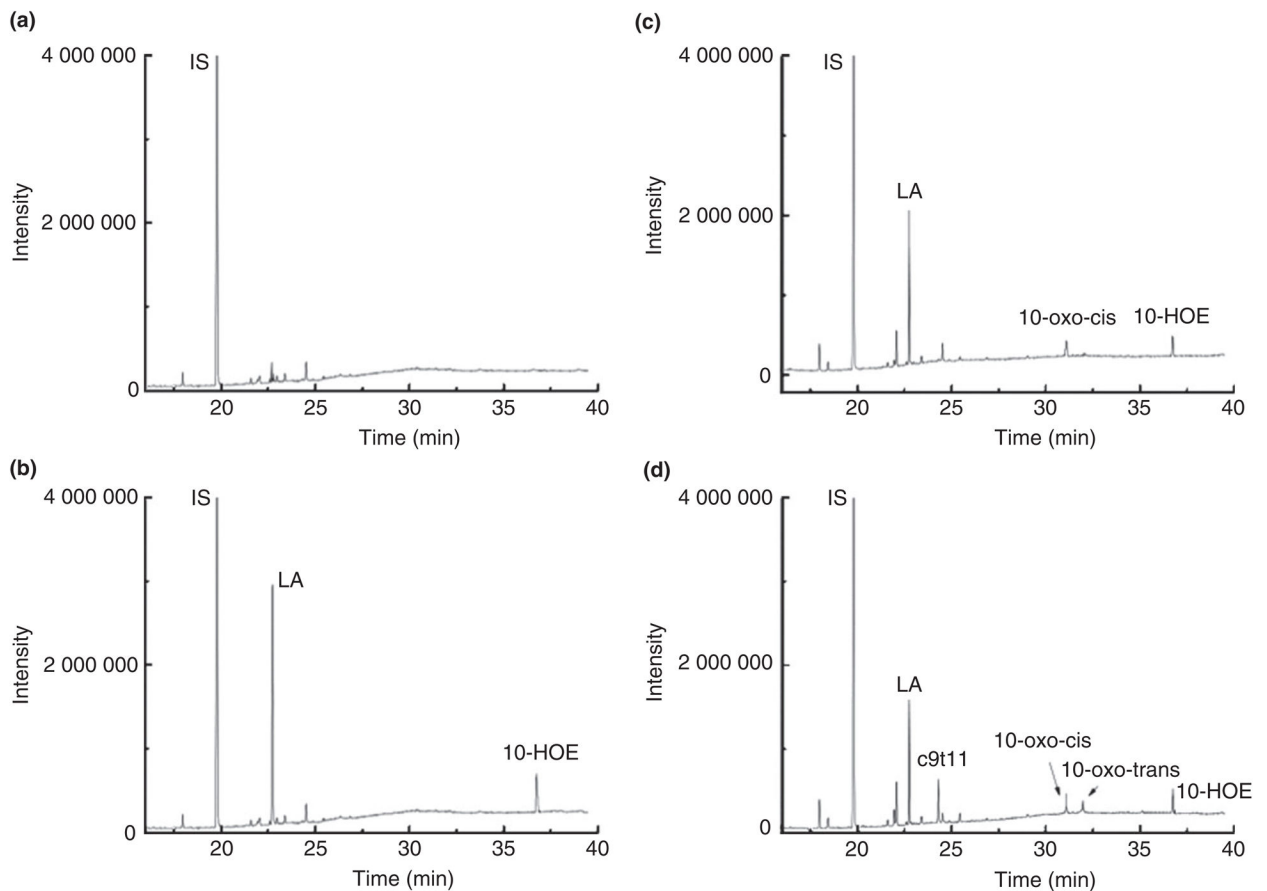 (a)
4 000 000
2 000 000
0
Intensity
IS
20 25 30 35 40
Time (min)
(b)
4 000 000
2 000 000
0
Intensity
IS
LA
10-HOE
20 25 30 35 40
Time (min)
(c)
4 000 000
2 000 000
0
Intensity
IS
LA
10-oxo-cis 10-HOE
20 25 30 35 40
Time (min)
(d)
4 000 000
2 000 000
0
Intensity
IS
LA
c9t11
10-oxo-cis
10-oxo-trans
10-HOE
20 25 30 35 40
Time (min)